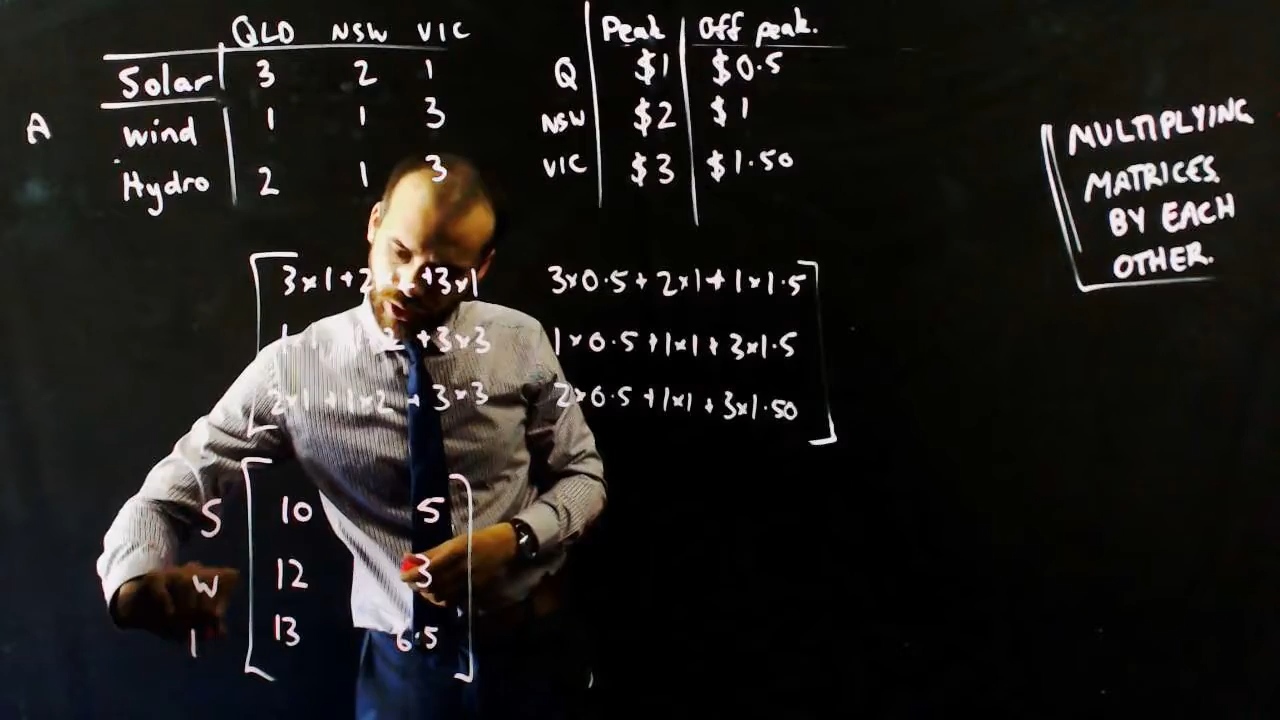 QLD NSW VIC
Solar 3 2 1
A
Wind 1 1 3
Hydro 2 1 3
Peak Off peak.
Q $1 $0.5
NSW $2 $1
VIC $3 $1.50
MULTIPLYING
MATRICES
BY EACH
OTHER.
3×1+2 +3×1 3×0.5+2×1+1×1.5
+3×3 1×0.5+1×1+3×1.5
2×1+1×2+3×3 2×0.5+1×1+3×1.50
S 10 5
W 12 3
13 6.5